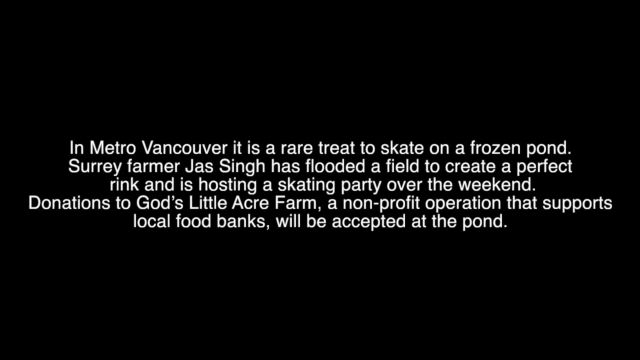 In Metro Vancouver it is a rare treat to skate on a frozen pond.
Surrey farmer Jas Singh has flooded a field to create a perfect
rink and is hosting a skating party over the weekend.
Donations to God's Little Acre Farm, a non-profit operation that supports
local food banks, will be accepted at the pond.